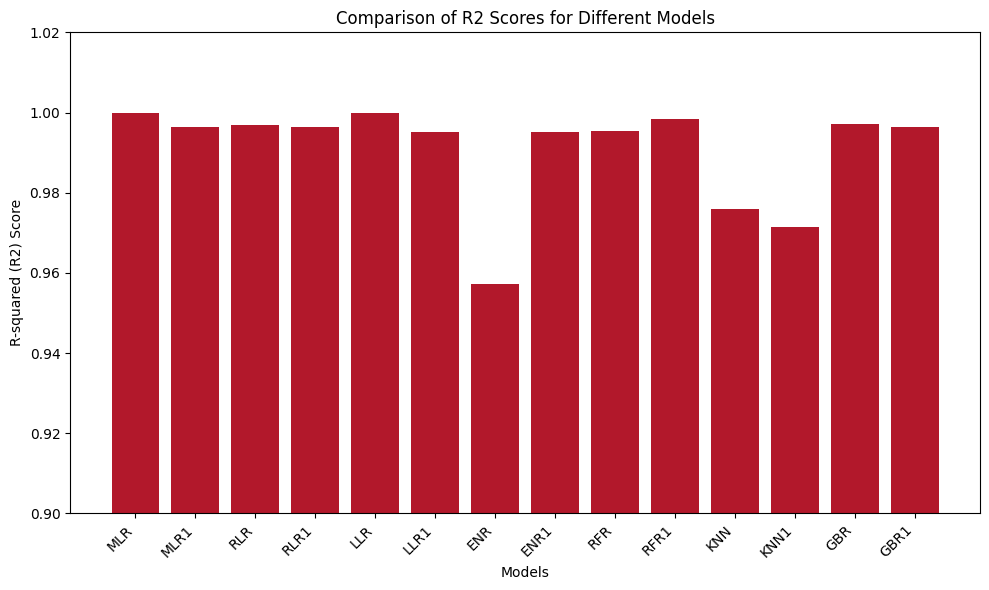 Comparison of R2 Scores for Different Models
R-squared (R2) Score
1.02
1.00
0.98
0.96
0.94
0.92
0.90
MLR
MLR1
RLR
RLR1
LLR
LLR1
ENR
ENR1
RFR
RFR1
KNN
KNN1
GBR
GBR1
Models